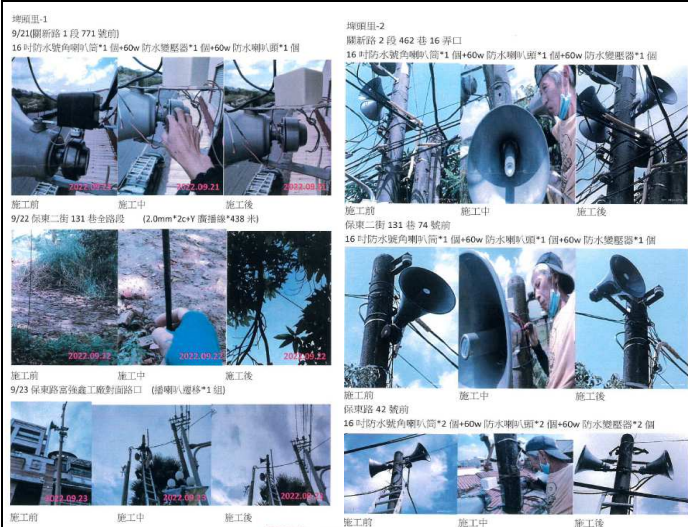 埤頭里-1
9/21(關新路 1 段 771 號前)
16 吋防水號角喇叭筒*1 個+60w 防水變壓器*1 個+60w 防水喇叭頭*1 個
2022.09.21
2022.09.21
2022.09.21
施工前
施工中
施工後
9/22 保東二街 131 巷全路段 (2.0mm*2c+Y 廣播線*438 米)
2022.09.22
2022.09.22
2022.09.22
施工前
施工中
施工後
9/23 保東路富強鑫工廠對面路口 (播喇叭遷移*1 組)
2022.09.23
2022.09.23
2022.09.23
施工前
施工中
施工後
埤頭里-2
關新路 2 段 462 巷 16 弄口
16 吋防水號角喇叭筒*1 個+60w 防水喇叭頭*1 個+60w 防水變壓器*1 個
施工前
施工中
施工後
保東二街 131 巷 74 號前
16 吋防水號角喇叭筒*1 個+60w 防水喇叭頭*1 個+60w 防水變壓器*1 個
施工前
施工中
施工後
保東路 42 號前
16 吋防水號角喇叭筒*2 個+60w 防水喇叭頭*2 個+60w 防水變壓器*2 個
施工前
施工中
施工後